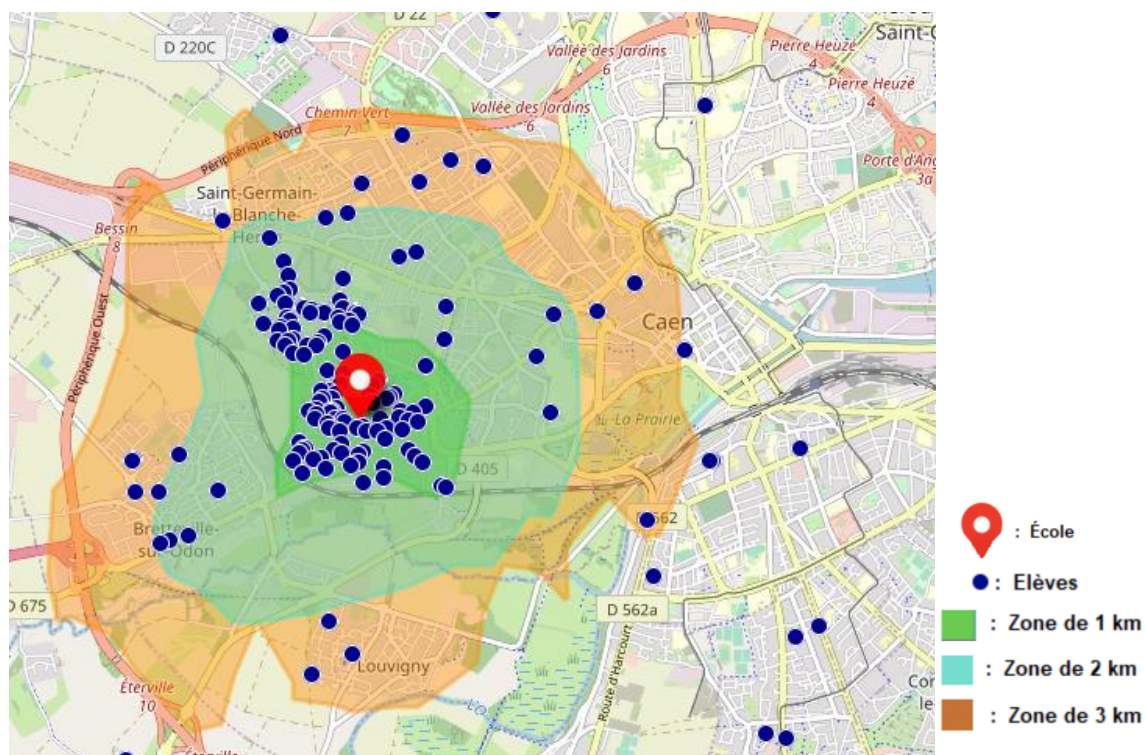 D 22
Saint-C
D 220C
Vallée des Jardins
6
Pierre Heuzé
4
Pierre Heuzé
4
Chemin Vert
7
Vallée des Jardins
6
Périphérique Nord
Porte d'Ang
3a
Saint-Germain-
la-Blanche-
Herbe
Bessin
8
Périphérique Ouest
Caen
La Prairie
D 405
D 562
Bretteville-
sur-Odon
D 675
D 562a
Louvigny
Route d'Harcourt
Éterville
10
L'O
Éterville
Cor
le-
: École
: Elèves
: Zone de 1 km
: Zone de 2 km
: Zone de 3 km